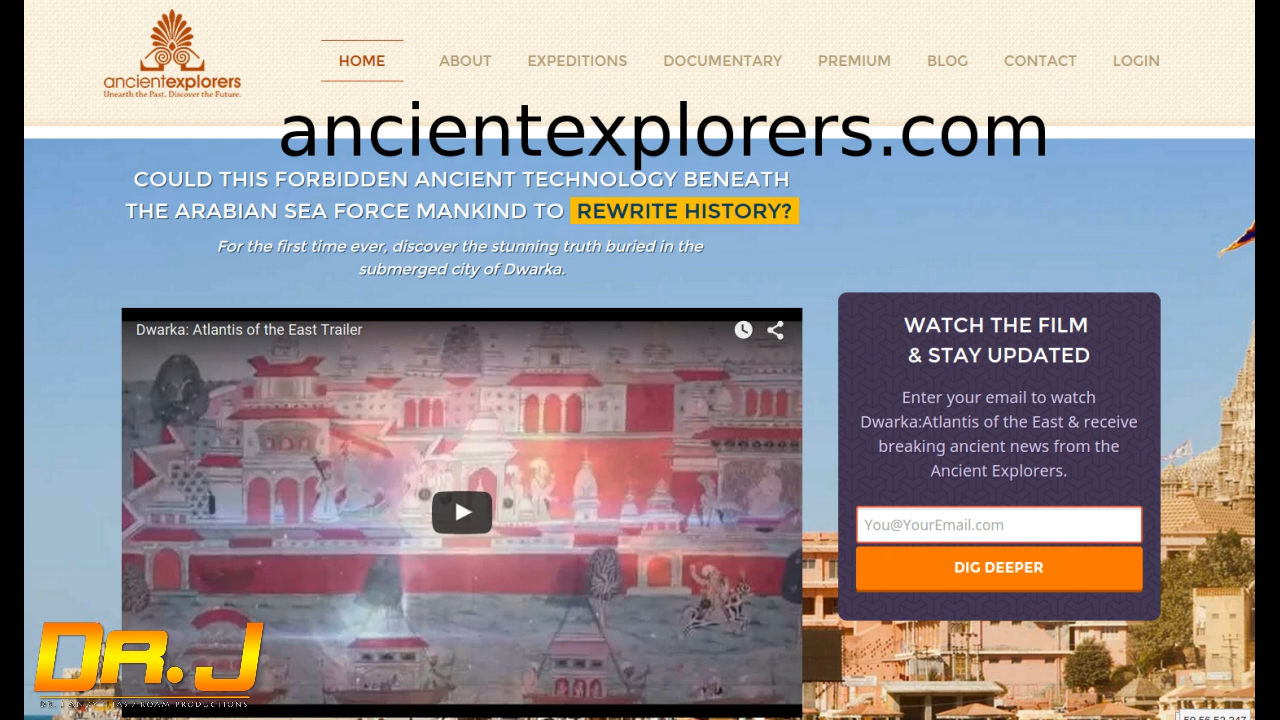 ancientexplorers
Unearth the Past. Discover the Future.
HOME ABOUT EXPEDITIONS DOCUMENTARY PREMIUM BLOG CONTACT LOGIN
ancientexplorers.com
COULD THIS FORBIDDEN ANCIENT TECHNOLOGY BENEATH
THE ARABIAN SEA FORCE MANKIND TO REWRITE HISTORY?
For the first time ever, discover the stunning truth buried in the
submerged city of Dwarka.
Dwarka: Atlantis of the East Trailer
WATCH THE FILM
& STAY UPDATED
Enter your email to watch
Dwarka:Atlantis of the East & receive
breaking ancient news from the
Ancient Explorers.
You@YourEmail.com
DIG DEEPER
DR.J
PRODUCTIONS